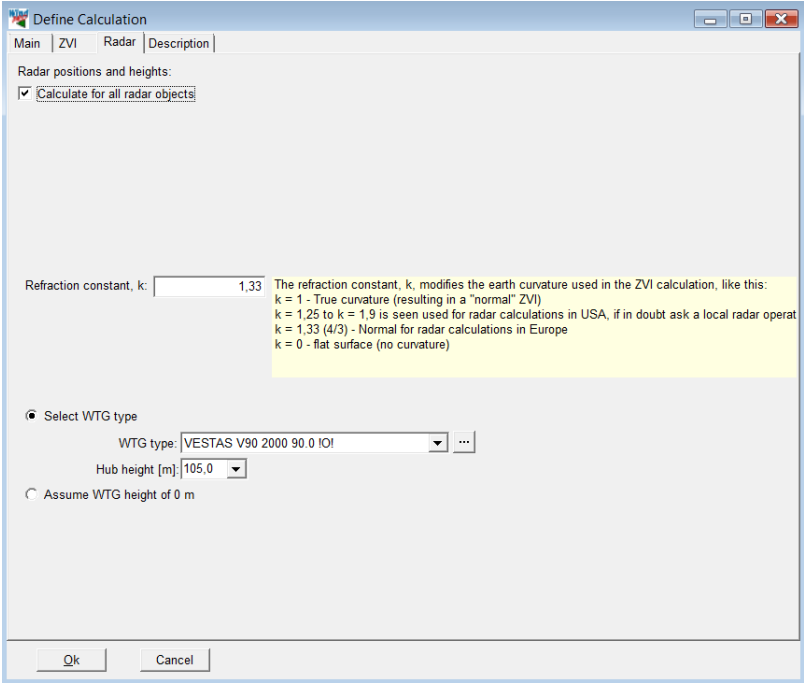 Define Calculation
Main ZVI Radar Description
Radar positions and heights:
Calculate for all radar objects
Refraction constant, k: 1,33
The refraction constant, k, modifies the earth curvature used in the ZVI calculation, like this:
k = 1 - True curvature (resulting in a "normal" ZVI)
k = 1,25 to k = 1,9 is seen used for radar calculations in USA, if in doubt ask a local radar operat
k = 1,33 (4/3) - Normal for radar calculations in Europe
k = 0 - flat surface (no curvature)
Select WTG type
WTG type: VESTAS V90 2000 90.0 !O! ...
Hub height [m]: 105,0
Assume WTG height of 0 m
Ok Cancel